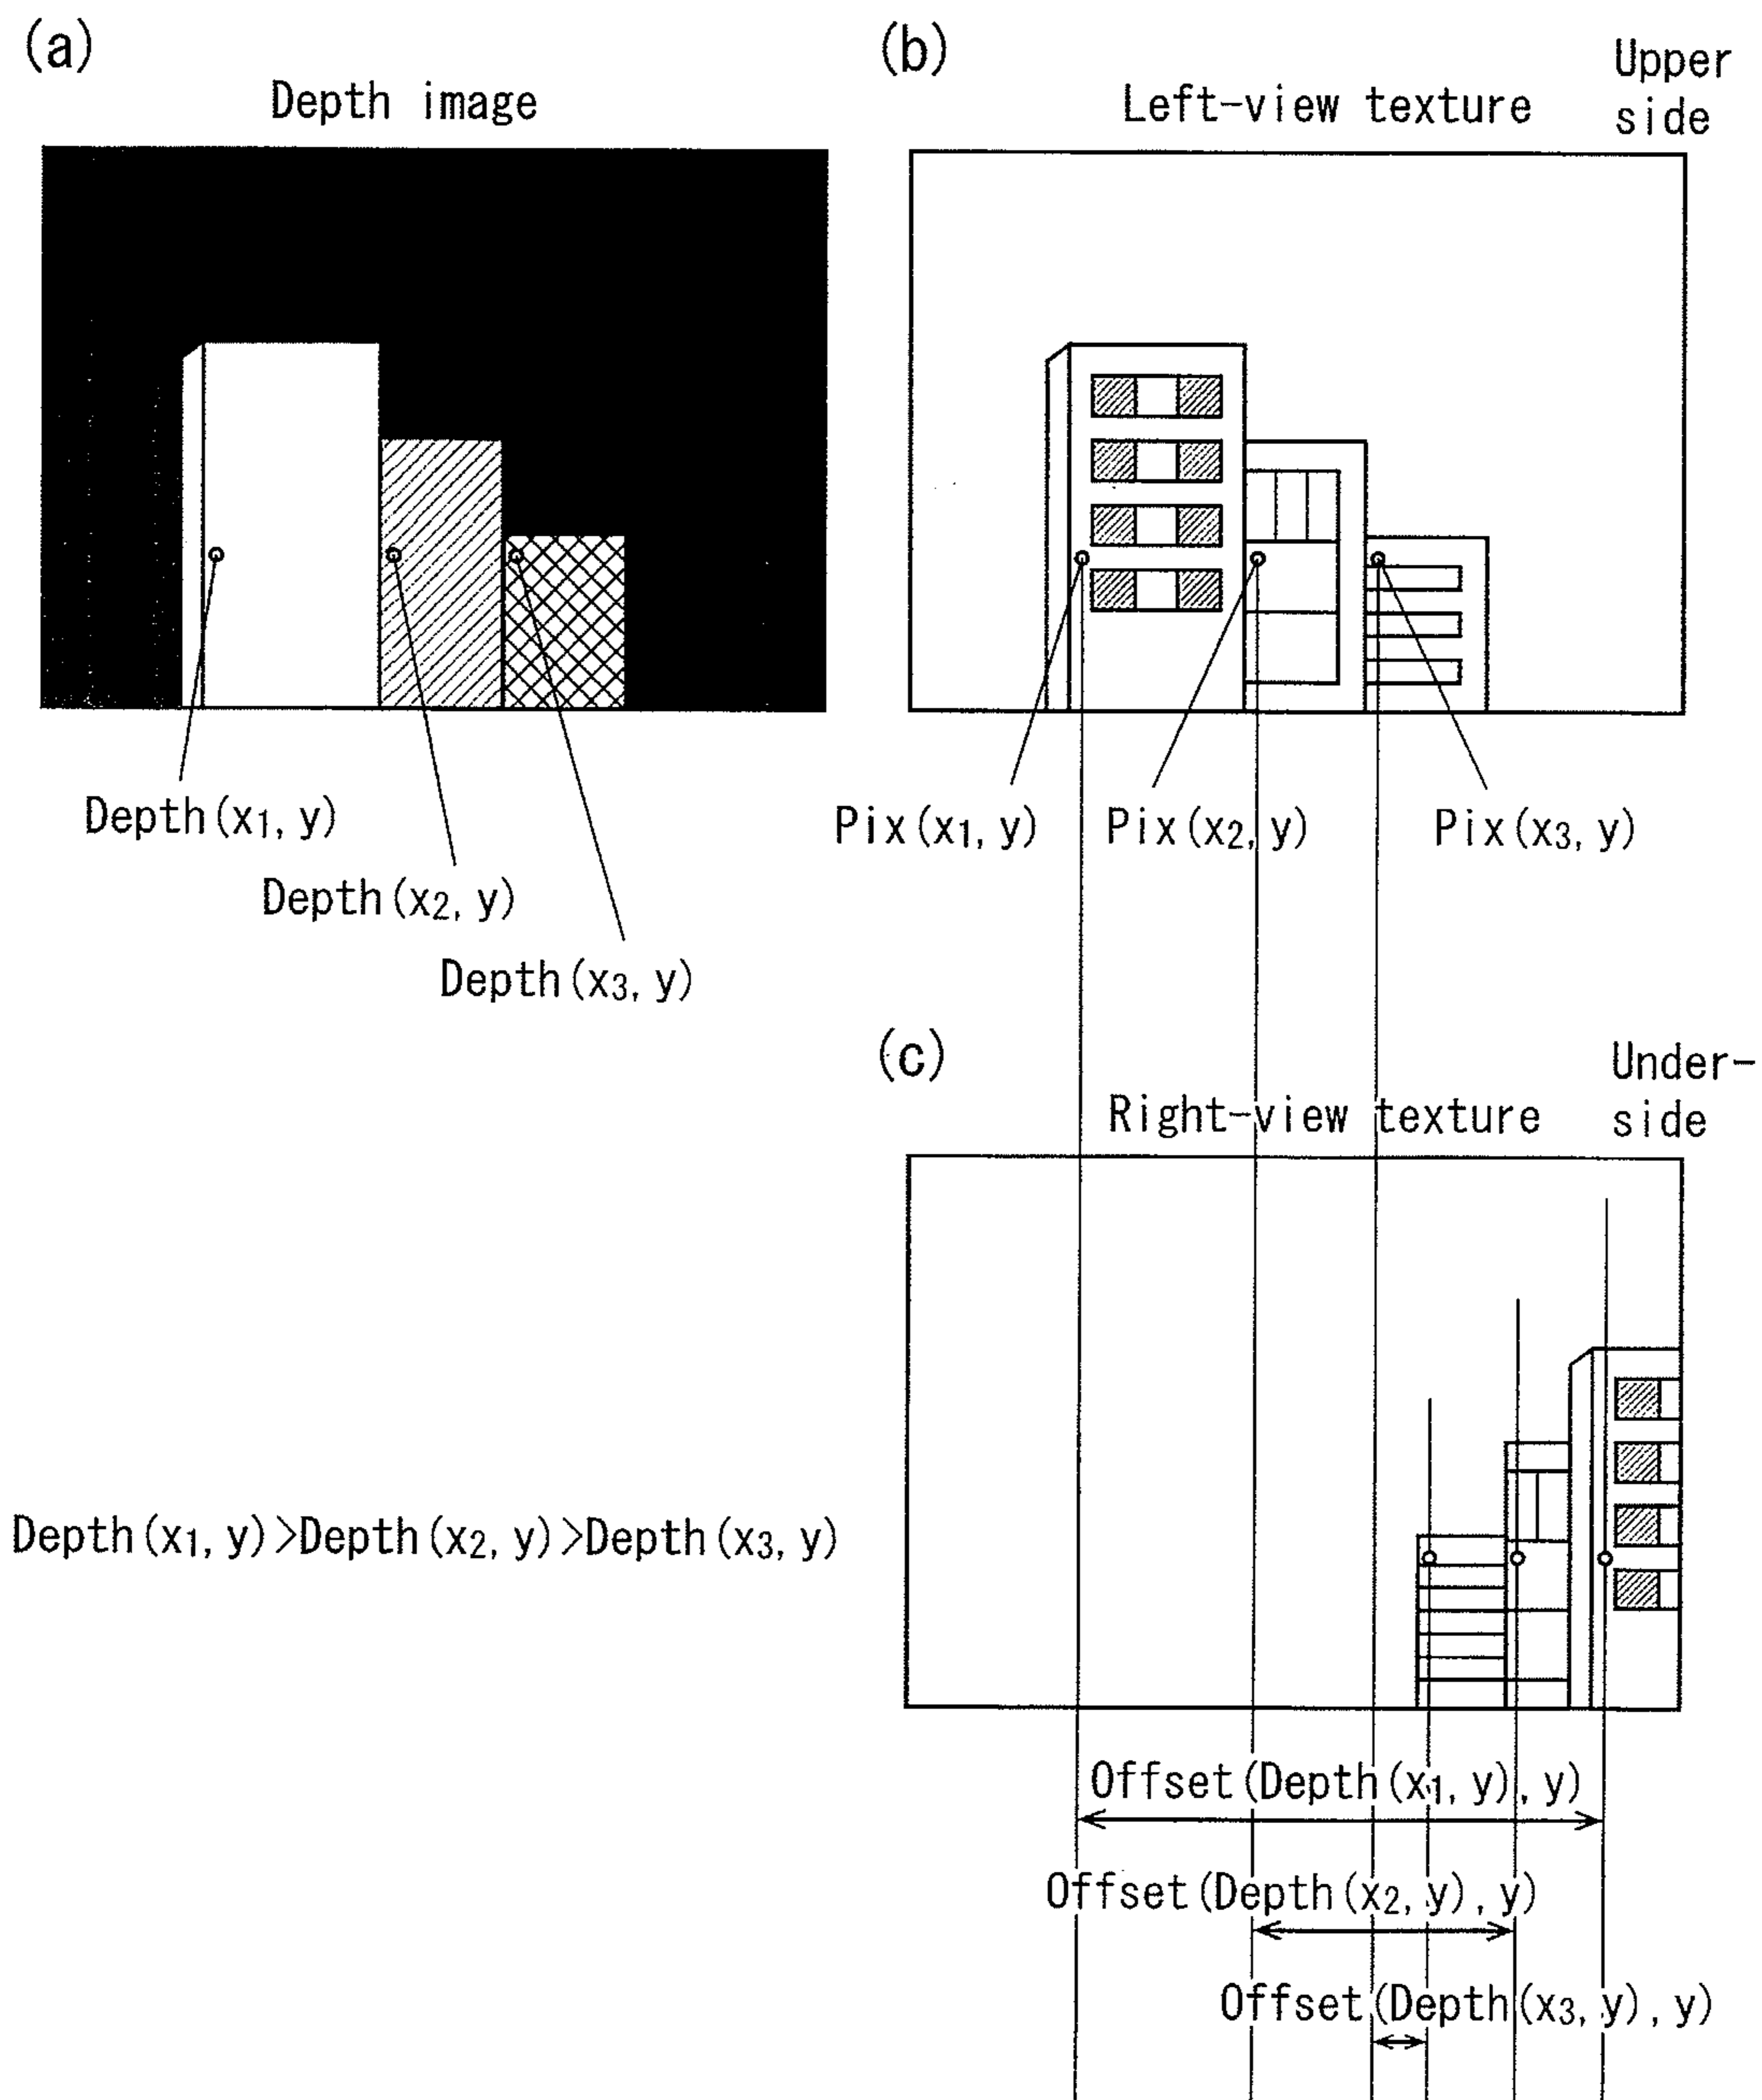 (a)
Depth image
Depth(x1, y)
Depth(x2, y)
Depth(x3, y)
(b)
Left-view texture
Upper
side
Pix(x1, y)
Pix(x2, y)
Pix(x3, y)
(c)
Right-view texture
Under-
side
Depth(x1, y)>Depth(x2, y)>Depth(x3, y)
Offset(Depth(x1, y), y)
Offset(Depth(x2, y), y)
Offset(Depth(x3, y), y)